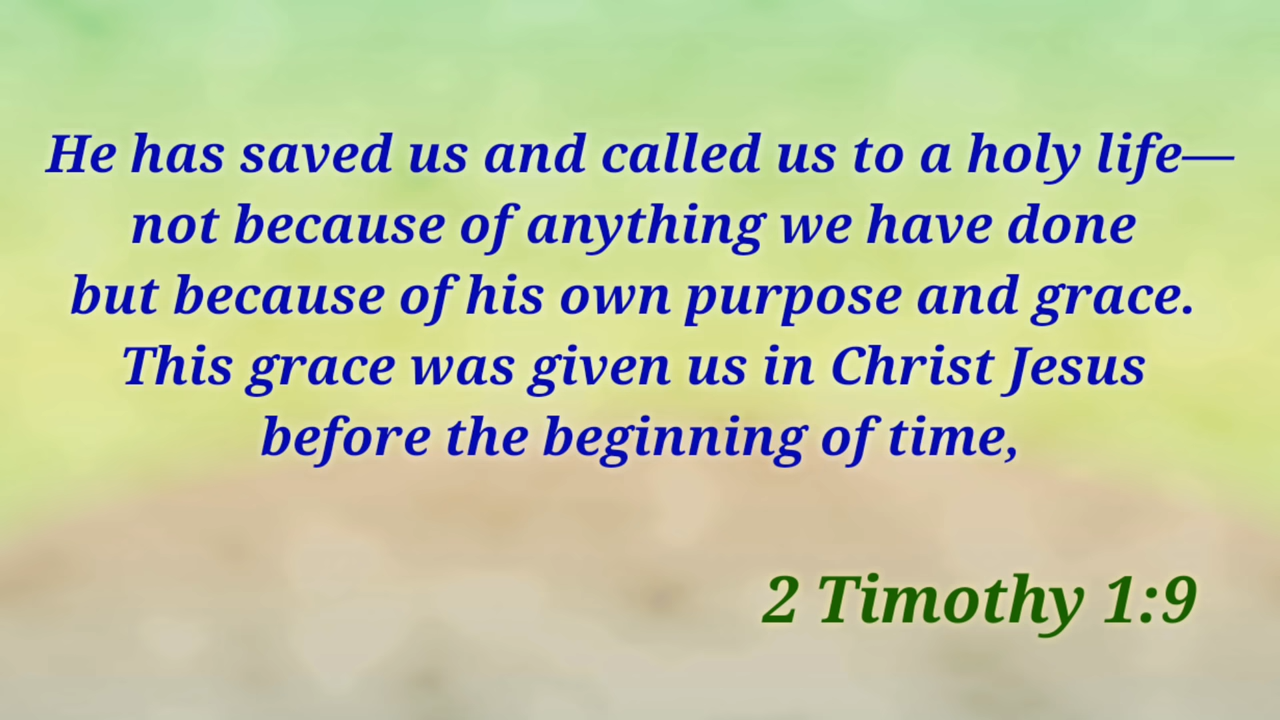 He has saved us and called us to a holy life—
not because of anything we have done
but because of his own purpose and grace.
This grace was given us in Christ Jesus
before the beginning of time,
2 Timothy 1:9